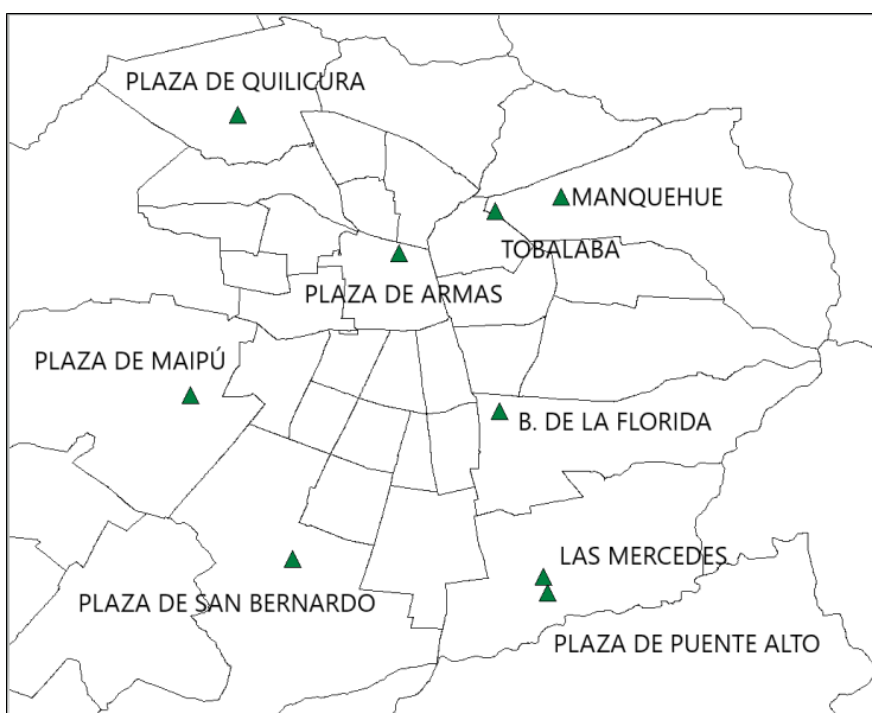 PLAZA DE QUILICURA
MANQUEHUE
TOBALABA
PLAZA DE ARMAS
PLAZA DE MAIPÚ
B. DE LA FLORIDA
LAS MERCEDES
PLAZA DE SAN BERNARDO
PLAZA DE PUENTE ALTO